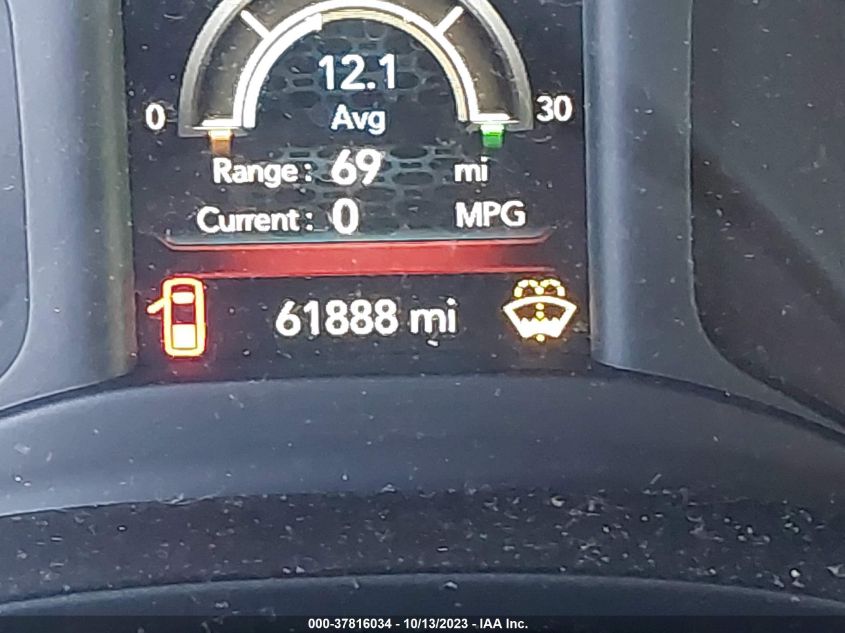 12.1
Avg
0 30
Range: 69 mi
Current: 0 MPG
61888 mi
000-37816034 - 10/13/2023 - IAA Inc.